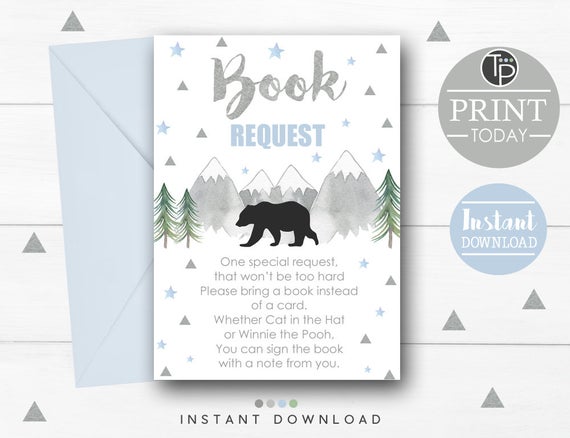 Book
REQUEST
One special request,
that won't be too hard
Please bring a book instead
of a card.
Whether Cat in the Hat
or Winnie the Pooh,
You can sign the book
with a note from you.
TP
PRINT
TODAY
Instant
DOWNLOAD
INSTANT DOWNLOAD